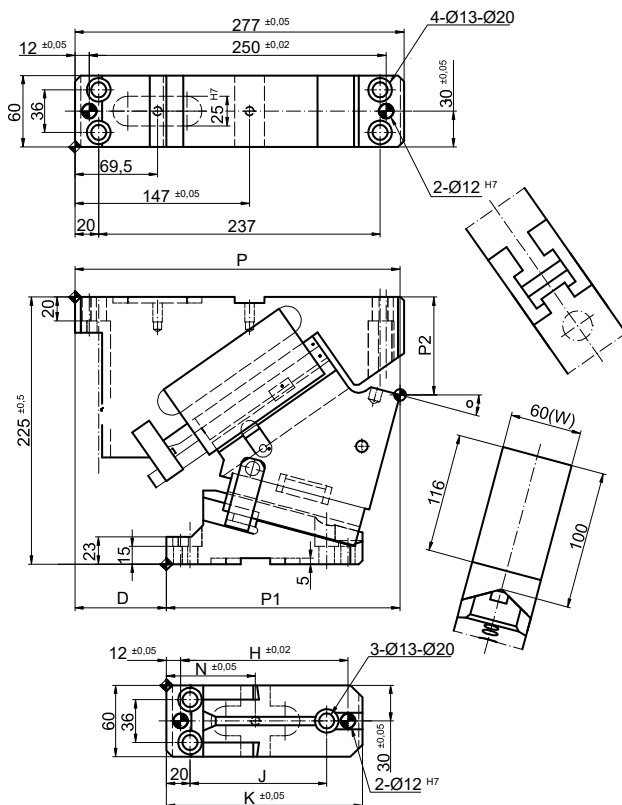 277 ±0,05
4-Ø13-Ø20
12 ±0,05
250 ±0,02
60
36
25 H7
30 ±0,05
69,5
2-Ø12 H7
147 ±0,05
20
237
P
20
P2
225 ±0,5
o
60(W)
116
100
23
15
5
D
P1
12 ±0,05
H ±0,02
N ±0,05
3-Ø13-Ø20
60
36
30 ±0,05
20
J
2-Ø12 H7
K ±0,05